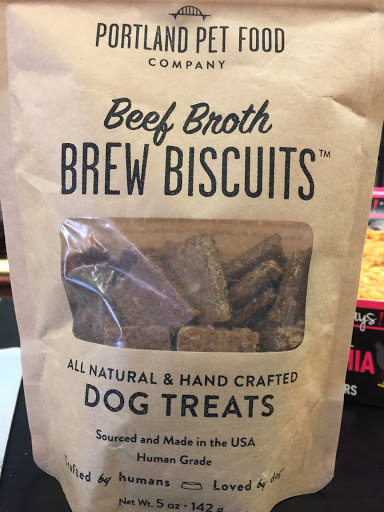 PORTLAND PET FOOD
COMPANY
Beef Broth
BREW BISCUITS™
ALL NATURAL & HAND CRAFTED
DOG TREATS
Sourced and Made in the USA
Human Grade
Crafted by humans Loved by dogs
Net Wt. 5 oz · 142 g